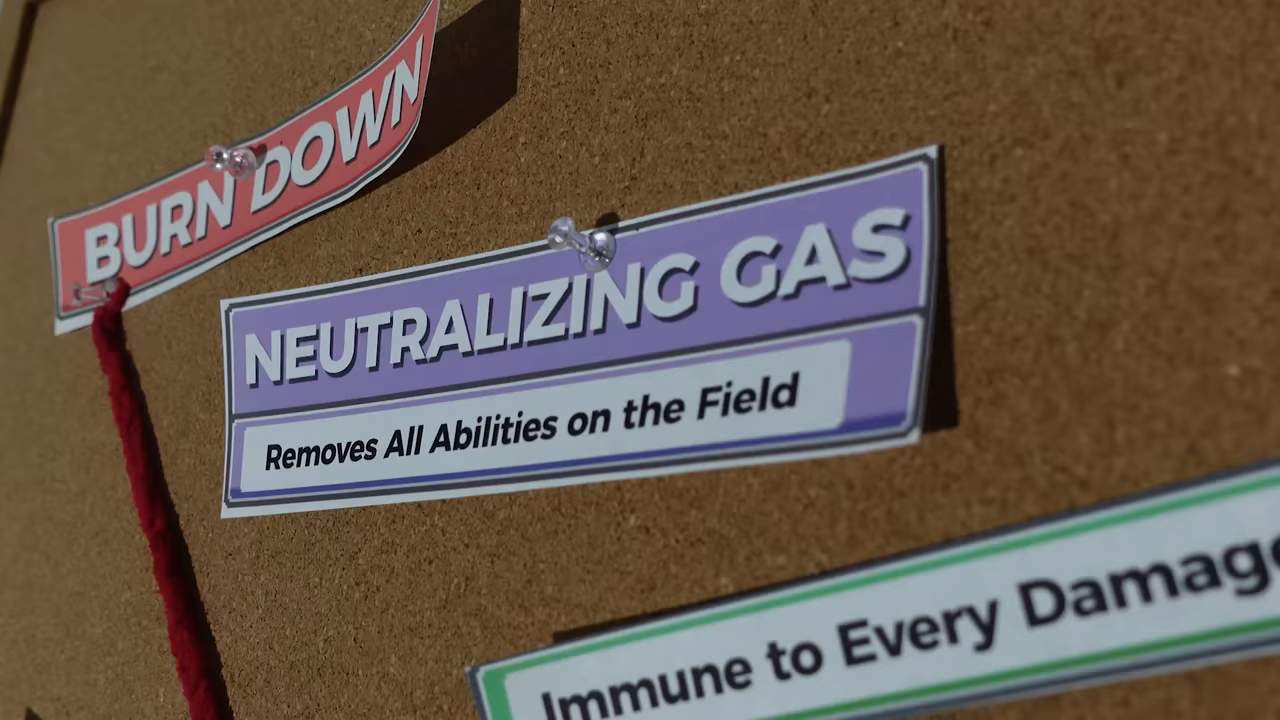 BURN DOWN
NEUTRALIZING GAS
Removes All Abilities on the Field
Immune to Every Damage